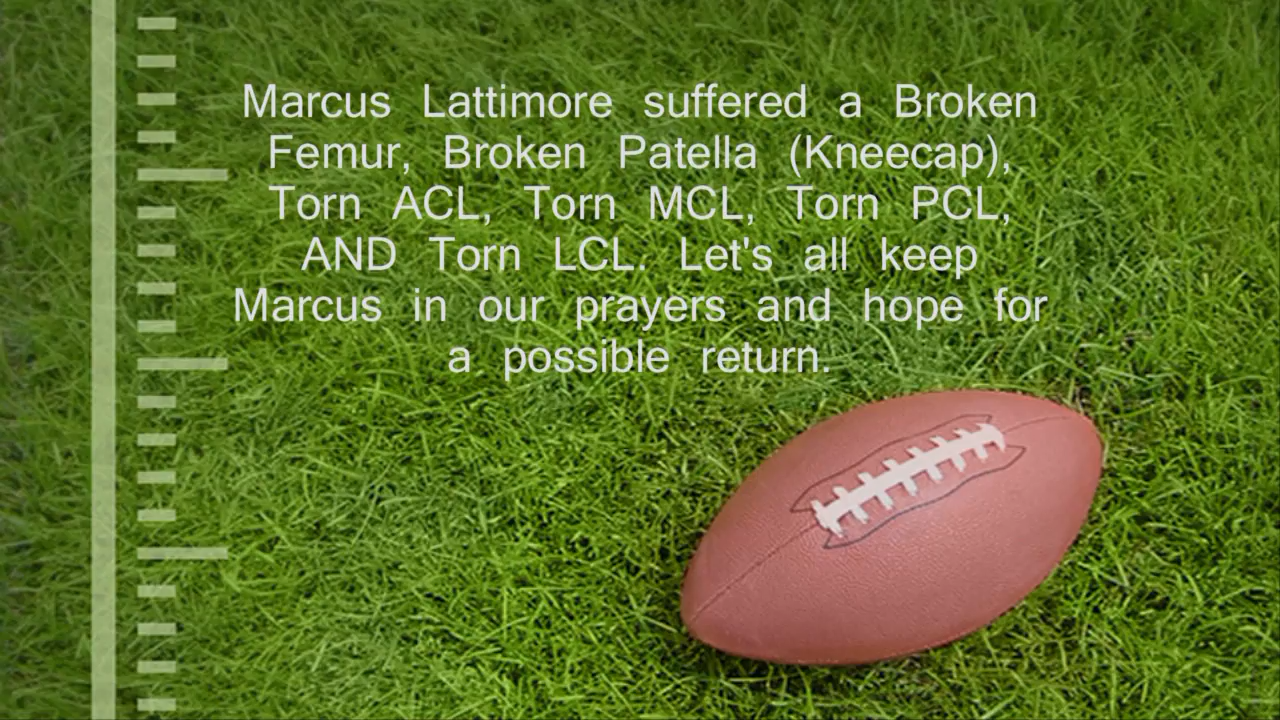 Marcus Lattimore suffered a Broken
Femur, Broken Patella (Kneecap),
Torn ACL, Torn MCL, Torn PCL,
AND Torn LCL. Let's all keep
Marcus in our prayers and hope for
a possible return.